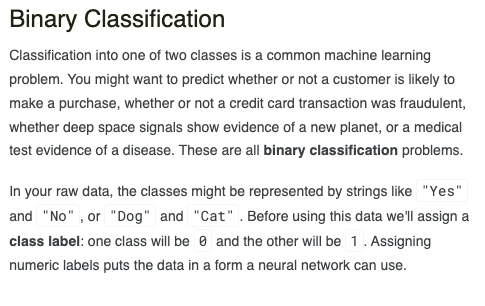 Binary Classification
Classification into one of two classes is a common machine learning
problem. You might want to predict whether or not a customer is likely to
make a purchase, whether or not a credit card transaction was fraudulent,
whether deep space signals show evidence of a new planet, or a medical
test evidence of a disease. These are all binary classification problems.
In your raw data, the classes might be represented by strings like "Yes"
and "No", or "Dog" and "Cat". Before using this data we'll assign a
class label: one class will be 0 and the other will be 1. Assigning
numeric labels puts the data in a form a neural network can use.